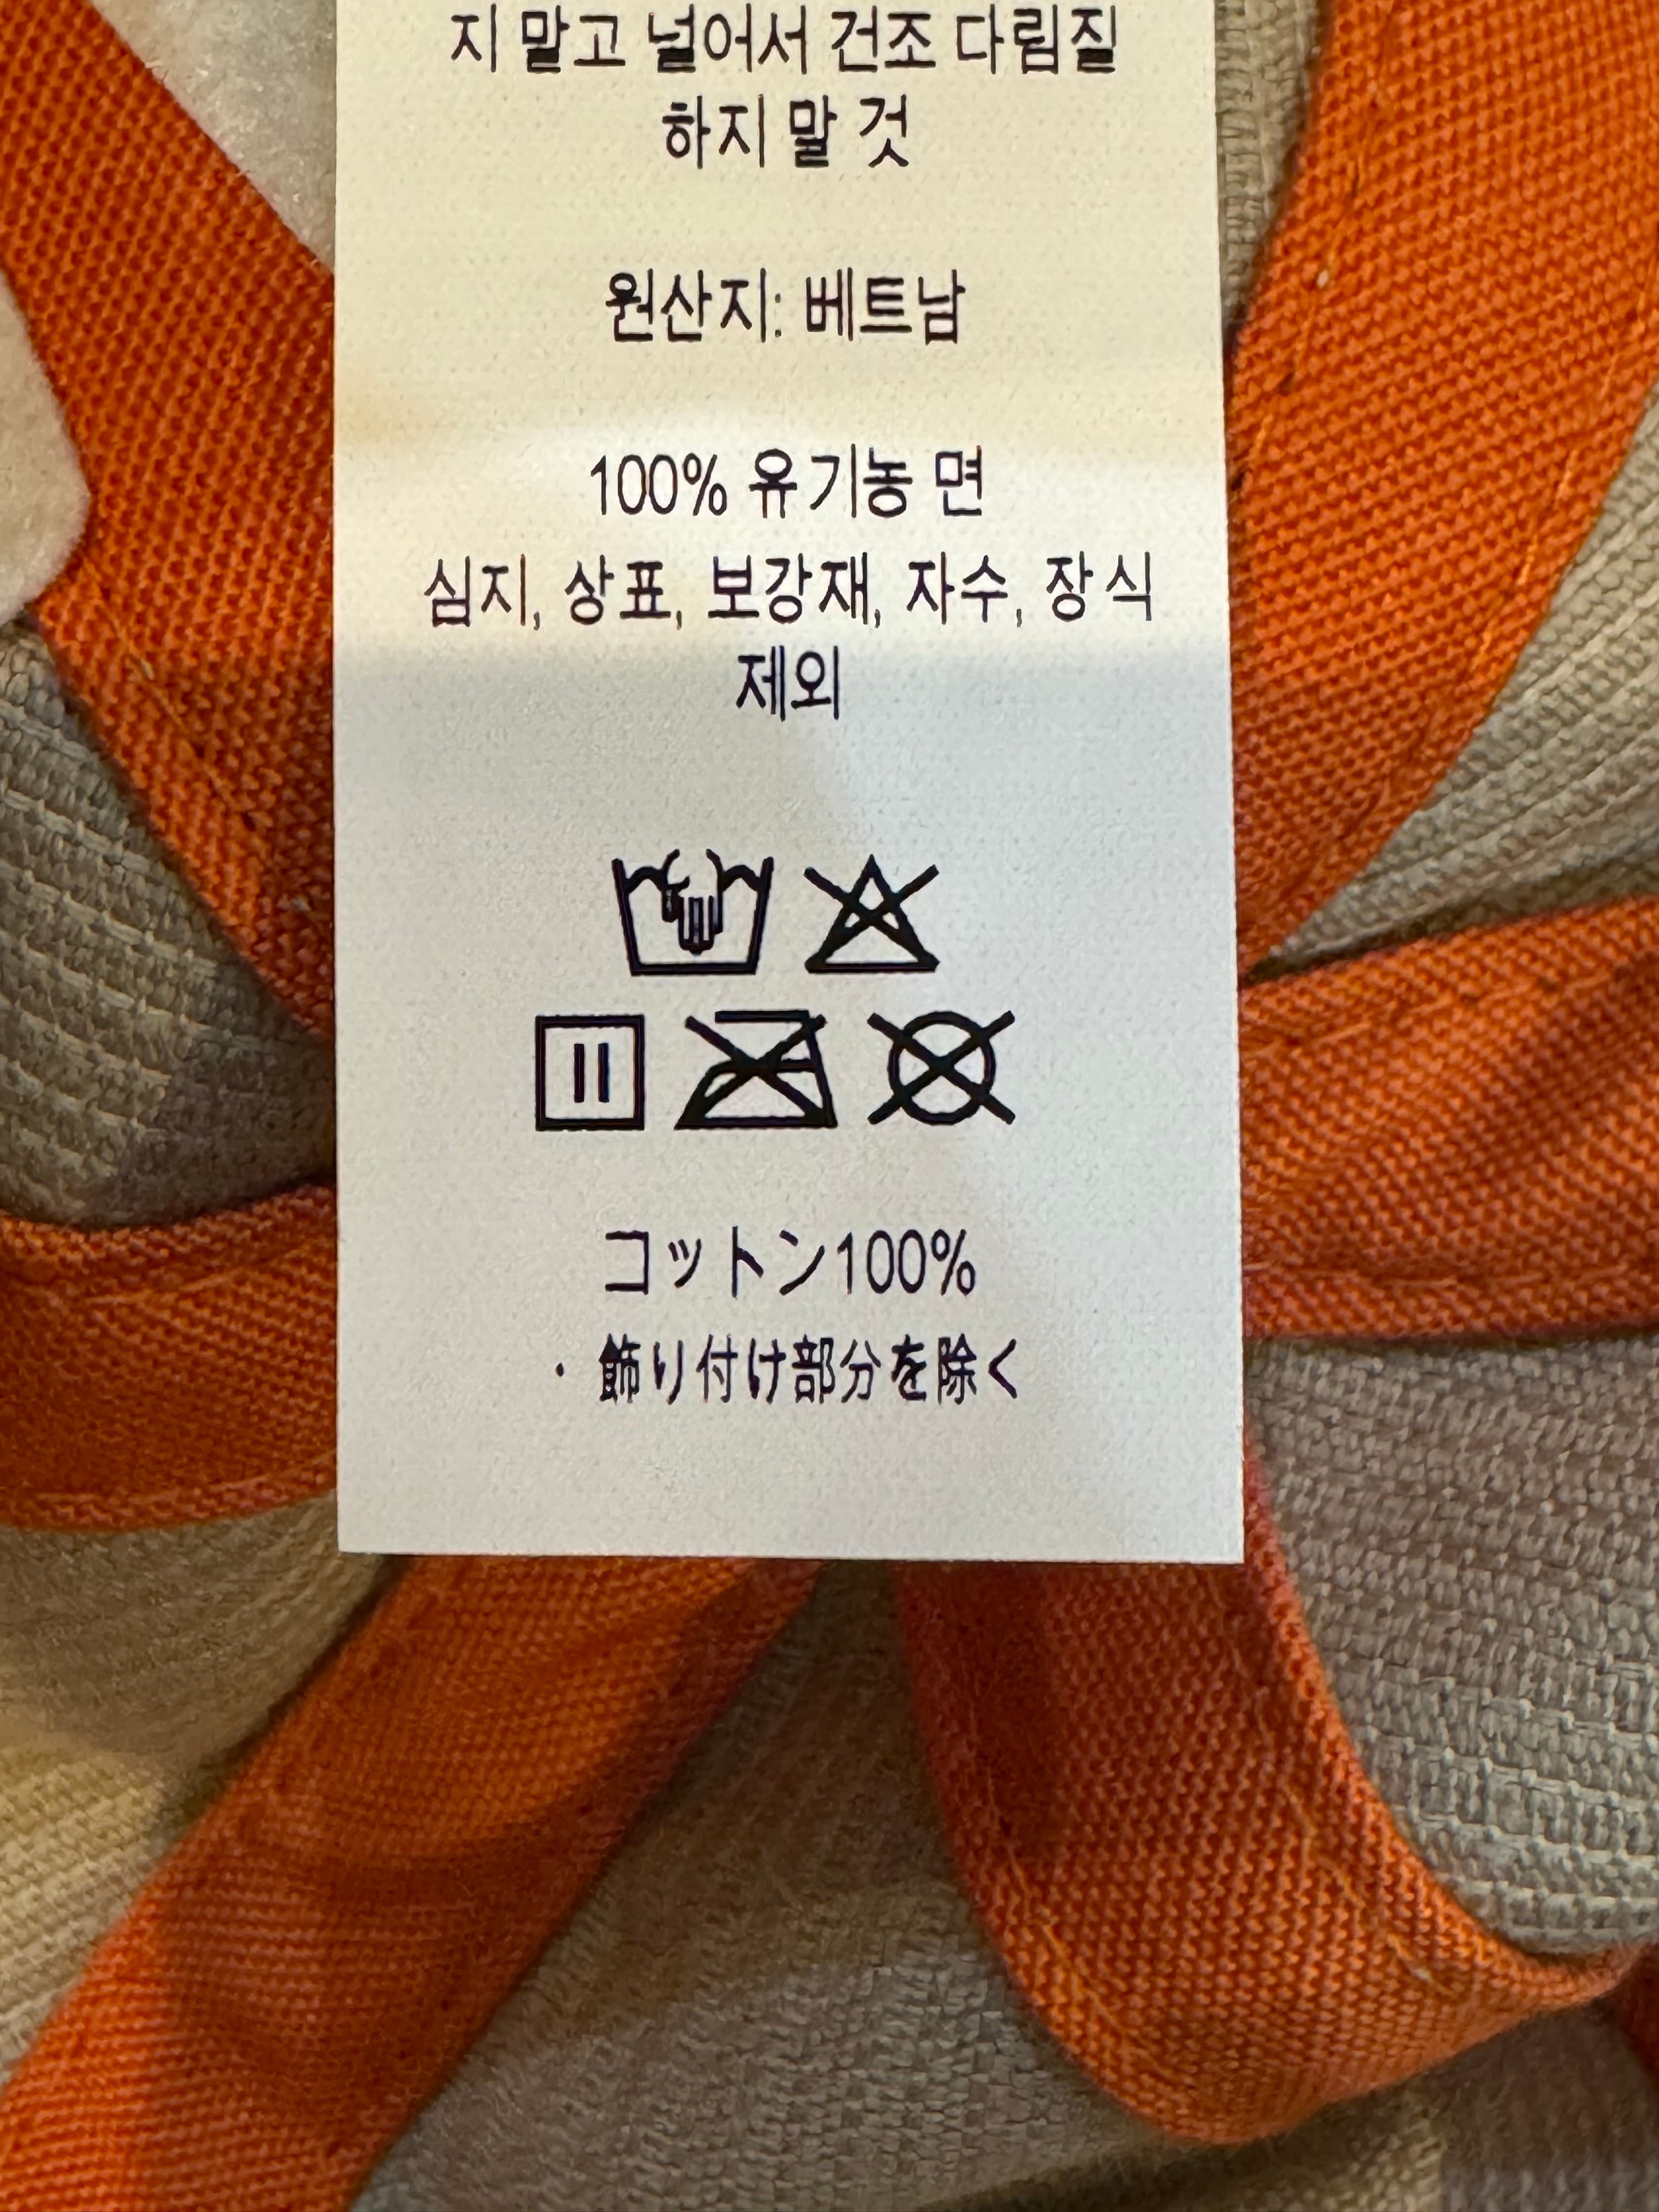 지 말고 널어서 건조 다림질
하지 말 것
원산지: 베트남
100% 유기농 면
심지, 상표, 보강재, 자수, 장식
제외
コットン100%
・飾り付け部分を除く